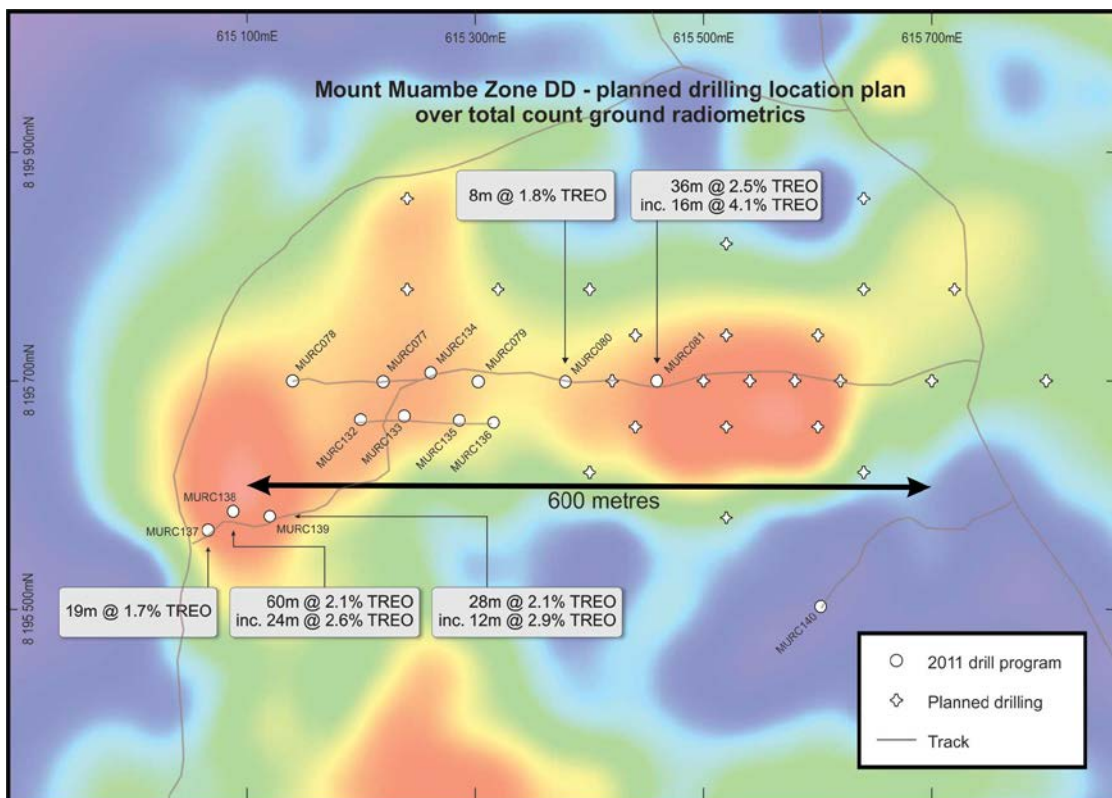 615 100mE
615 300mE
615 500mE
615 700mE
Mount Muambe Zone DD - planned drilling location plan
over total count ground radiometrics
8 195 900mN
8m @ 1.8% TREO
36m @ 2.5% TREO
inc. 16m @ 4.1% TREO
MURC078
MURC077
MURC134
MURC079
MURC080
MURC081
8 195 700mN
MURC132
MURC133
MURC135
MURC136
600 metres
MURC138
MURC137
MURC139
19m @ 1.7% TREO
60m @ 2.1% TREO
inc. 24m @ 2.6% TREO
28m @ 2.1% TREO
inc. 12m @ 2.9% TREO
8 195 500mN
MURC140
2011 drill program
Planned drilling
Track